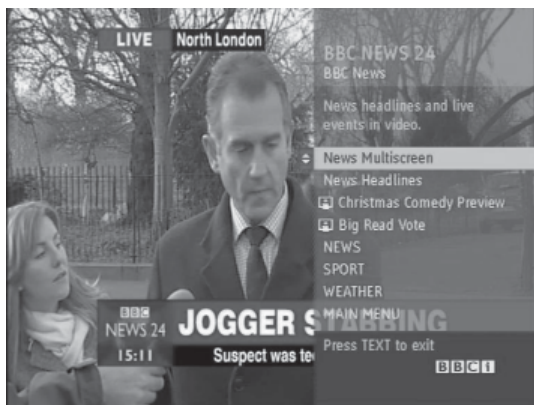 LIVE North London
BBC NEWS 24
BBC News
News headlines and live
events in video.
News Multiscreen
News Headlines
Christmas Comedy Preview
Big Read Vote
NEWS
SPORT
WEATHER
MAIN MENU
Press TEXT to exit
BBCi
BBC
NEWS 24
JOGGER STABBING
15:11 Suspect was